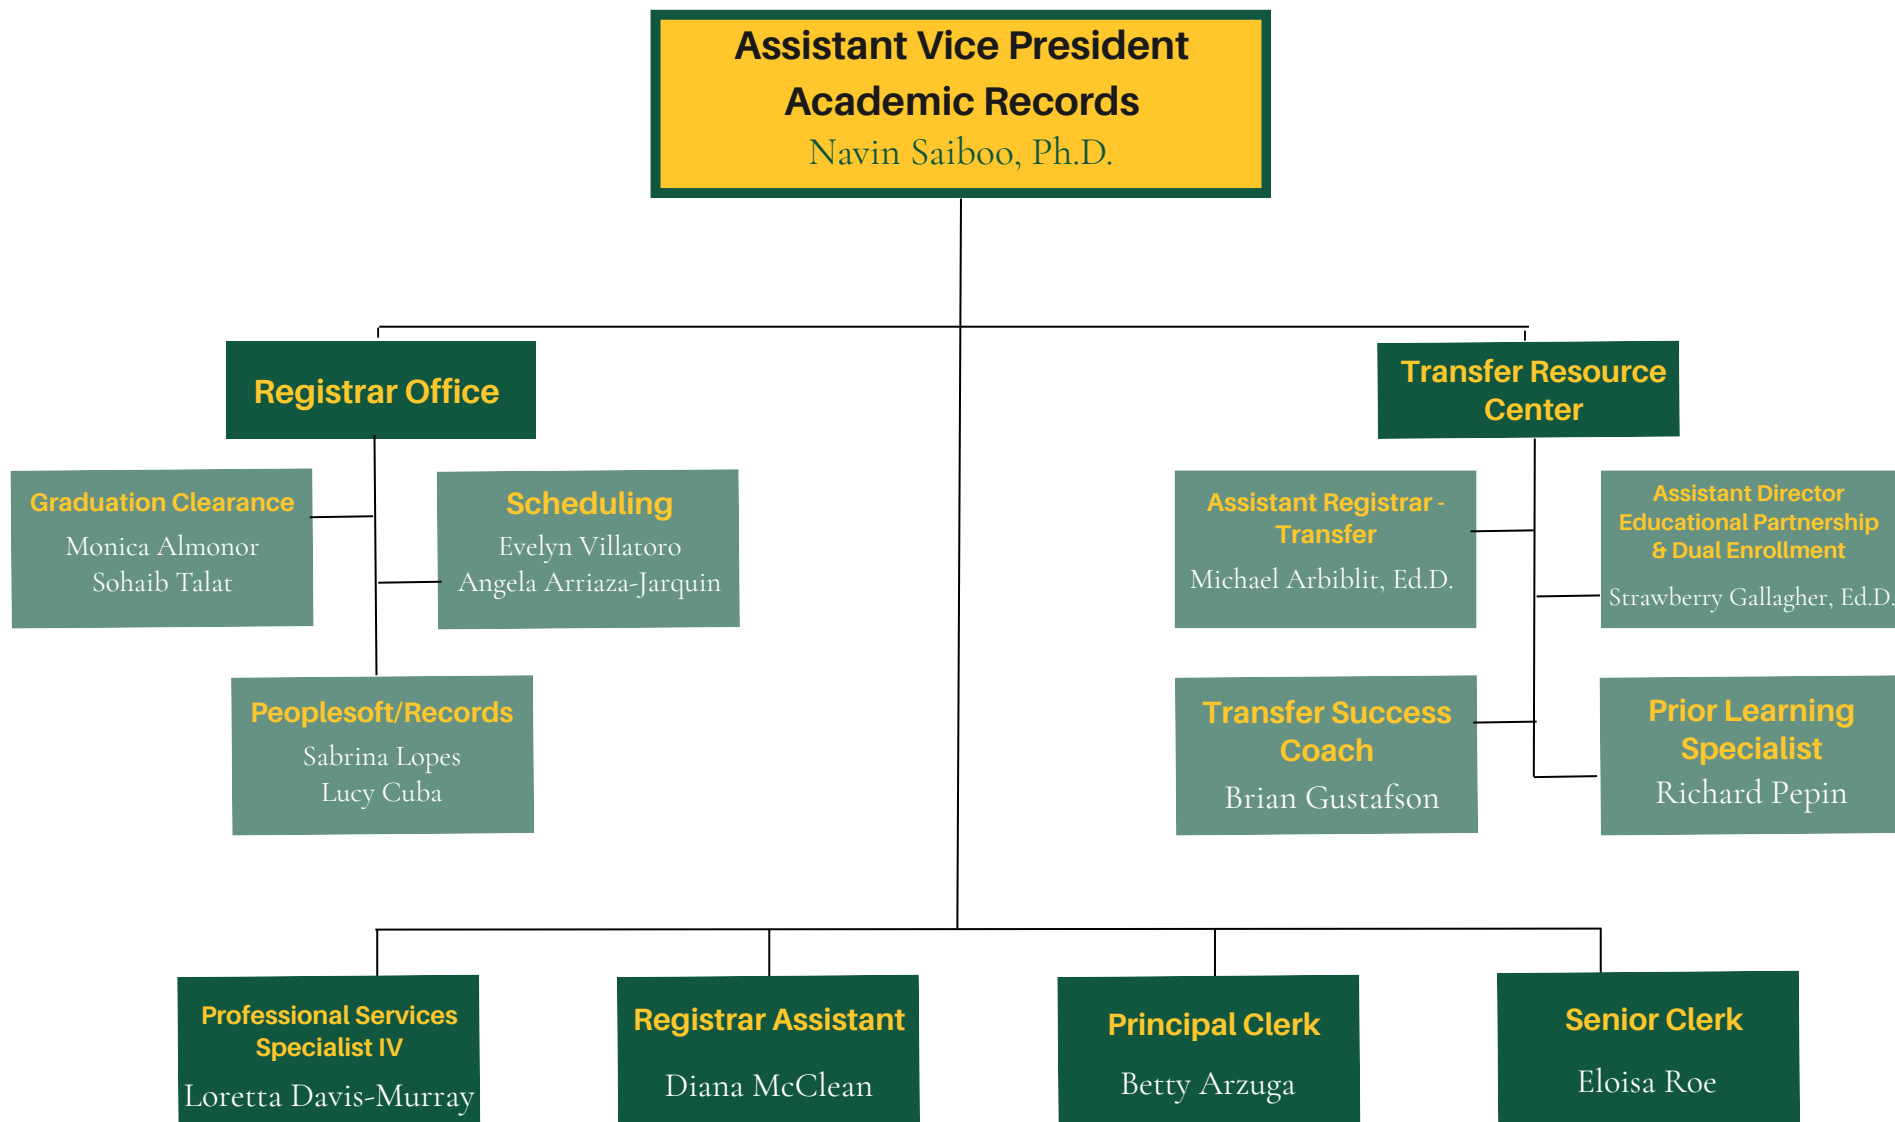 Assistant Vice President
Academic Records
Navin Saiboo, Ph.D.
Registrar Office
Transfer Resource
Center
Graduation Clearance
Monica Almonor
Sohaib Talat
Scheduling
Evelyn Villatoro
Angela Arriaza-Jarquin
Assistant Registrar -
Transfer
Michael Arbiblit, Ed.D.
Assistant Director
Educational Partnership
& Dual Enrollment
Strawberry Gallagher, Ed.D.
Peoplesoft/Records
Sabrina Lopes
Lucy Cuba
Transfer Success
Coach
Brian Gustafson
Prior Learning
Specialist
Richard Pepin
Professional Services
Specialist IV
Loretta Davis-Murray
Registrar Assistant
Diana McClean
Principal Clerk
Betty Arzuga
Senior Clerk
Eloisa Roe